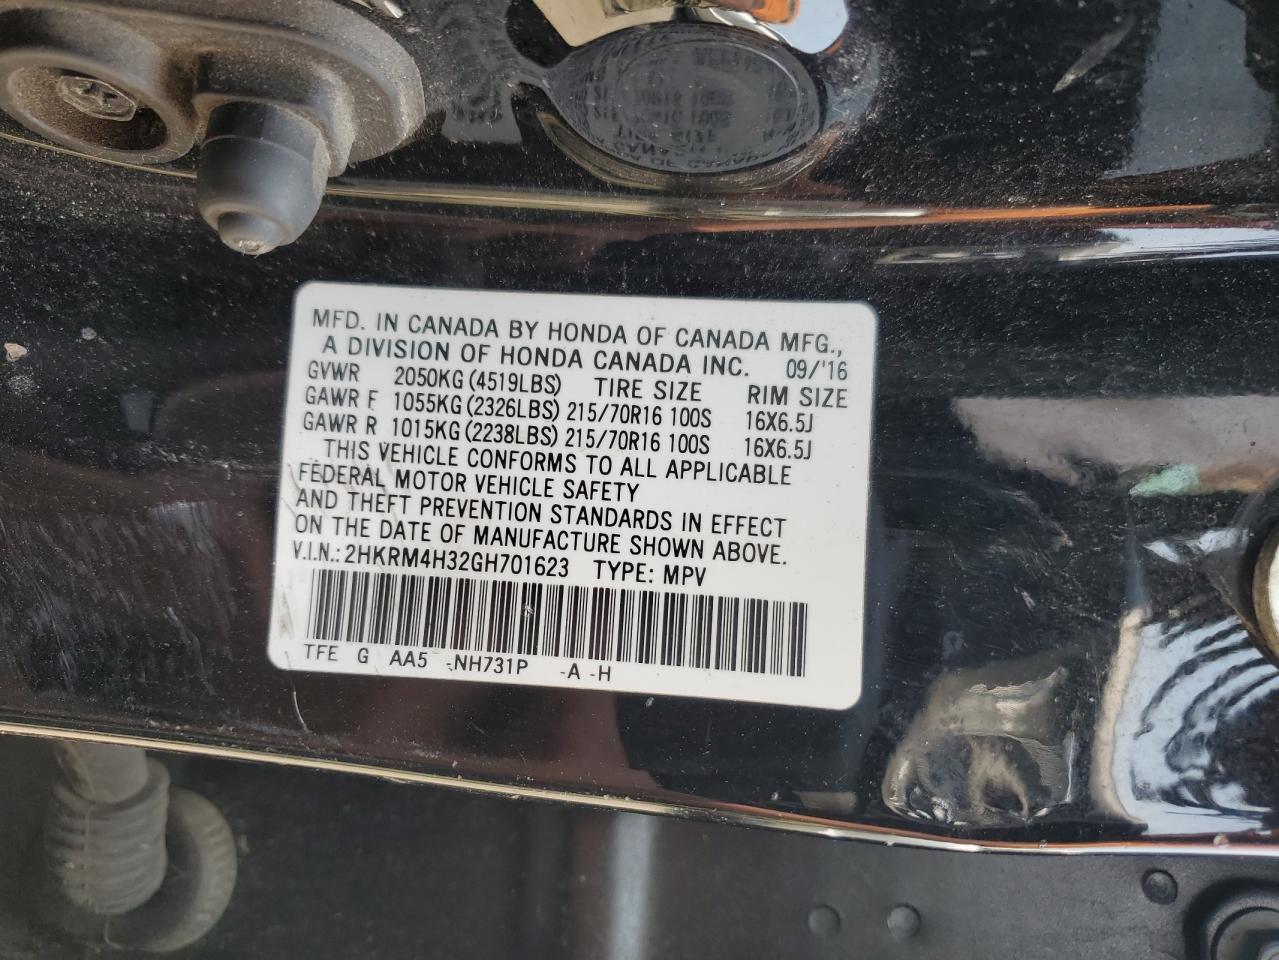 MFD. IN CANADA BY HONDA OF CANADA MFG.,
A DIVISION OF HONDA CANADA INC. 09/'16
GVWR 2050KG (4519LBS) TIRE SIZE RIM SIZE
GAWR F 1055KG (2326LBS) 215/70R16 100S 16X6.5J
GAWR R 1015KG (2238LBS) 215/70R16 100S 16X6.5J
THIS VEHICLE CONFORMS TO ALL APPLICABLE
FEDERAL MOTOR VEHICLE SAFETY
AND THEFT PREVENTION STANDARDS IN EFFECT
ON THE DATE OF MANUFACTURE SHOWN ABOVE.
V.I.N.: 2HKRM4H32GH701623 TYPE: MPV
TFE G AA5 -NH731P -A -H